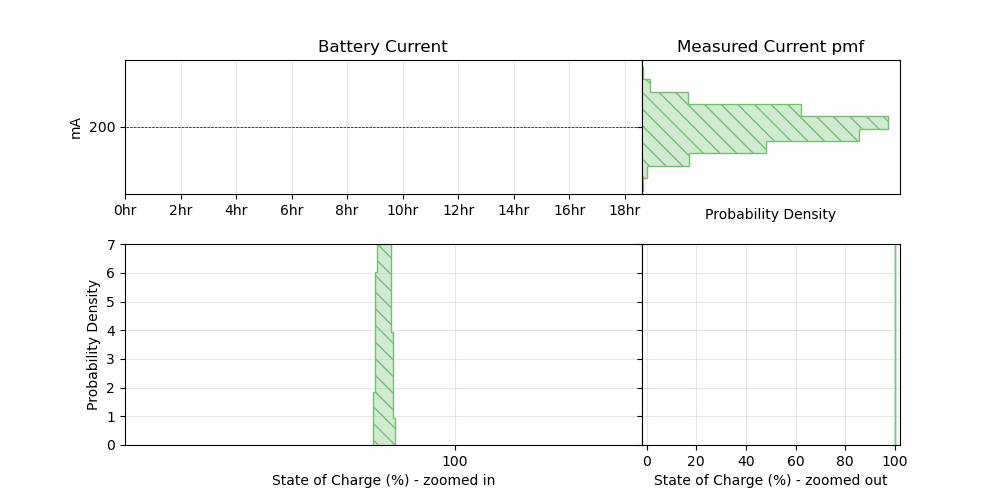 Battery Current
Measured Current pmf
mA
200
0hr 2hr 4hr 6hr 8hr 10hr 12hr 14hr 16hr 18hr
Probability Density
Probability Density
7
6
5
4
3
2
1
0
100
0 20 40 60 80 100
State of Charge (%) - zoomed in
State of Charge (%) - zoomed out